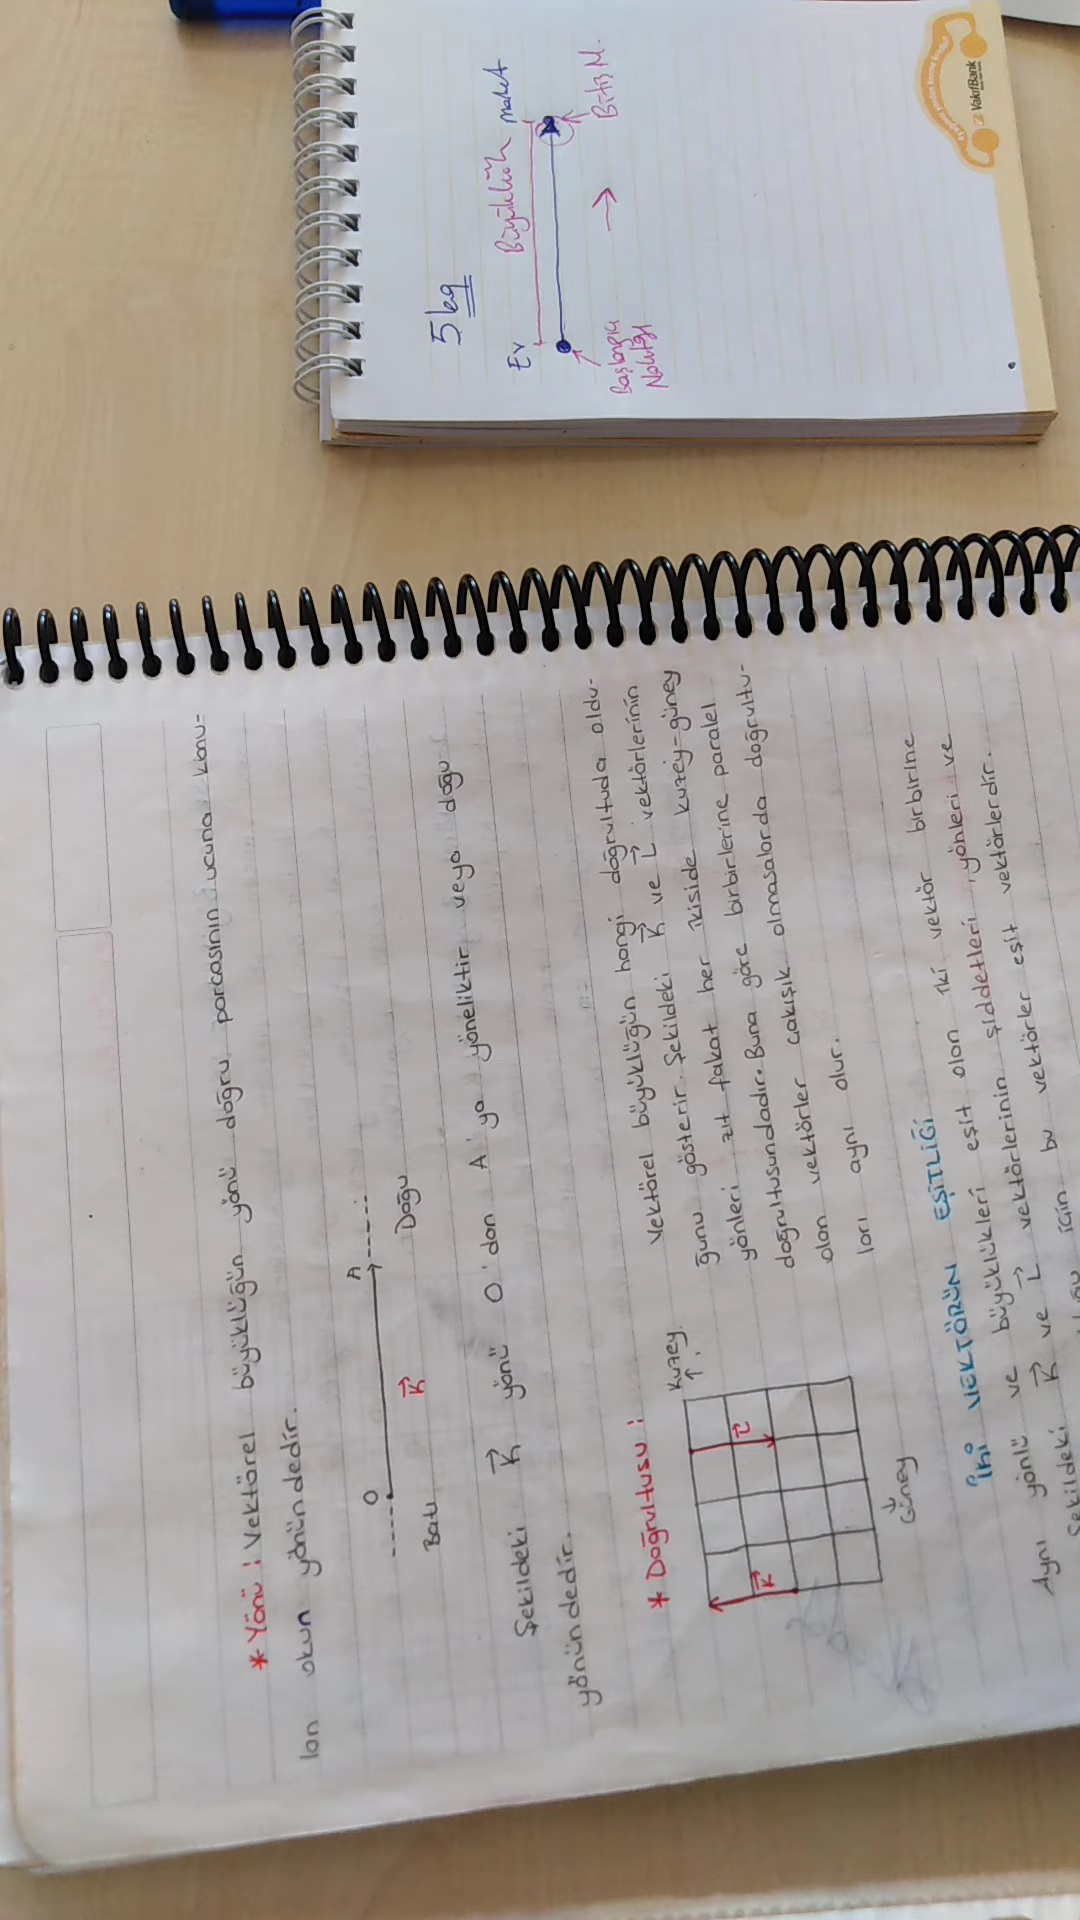 5 kg
Ev
Büyüklük
market
Başlangıç
Noktası
Bitiş N.
VakıfBank
* Yönü : Vektörel büyüklüğün yönü doğru parçasının ucuna konu-
lan okun yönündedir.
O
A
Batı
K
Doğu
Şekildeki K yönü O'dan A'ya yöneliktir veya doğu
yönündedir.
* Doğrultusu :
Kuzey
K
L
Güney
Vektörel büyüklüğün hangi doğrultuda oldu-
ğunu gösterir. Şekildeki K ve L vektörlerinin
yönleri zıt fakat her ikiside kuzey-güney
doğrultusundadır. Buna göre birbirlerine paralel
olan vektörler çakışık olmasalarda doğrultu-
ları aynı olur.
İki VEKTÖRÜN EŞİTLİĞİ
Aynı yönlü ve büyüklükleri eşit olan iki vektör birbirine
Şekildeki K ve L vektörlerinin şiddetleri, yönleri ve
için bu vektörler eşit vektörlerdir.